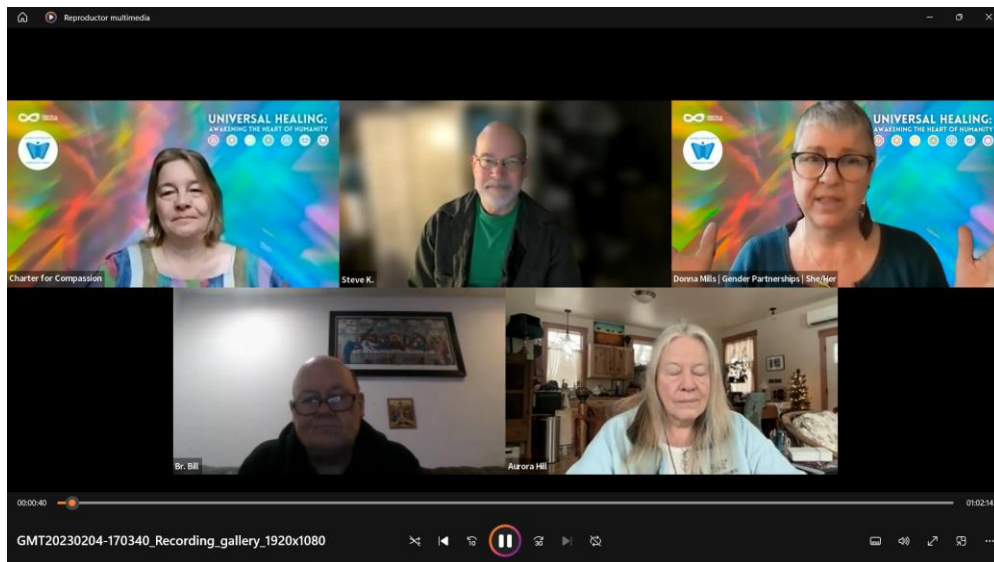 Reproductor multimedia
UNIVERSAL HEALING:
AWAKENING THE HEART OF HUMANITY
Charter for Compassion
Steve K.
UNIVERSAL HEALING:
AWAKENING THE HEART OF HUMANITY
Donna Mills | Gender Partnerships | She/Her
Br. Bill
Aurora Hill
00:00:40
01:02:14
GMT20230204-170340_Recording_gallery_1920x1080
10
30